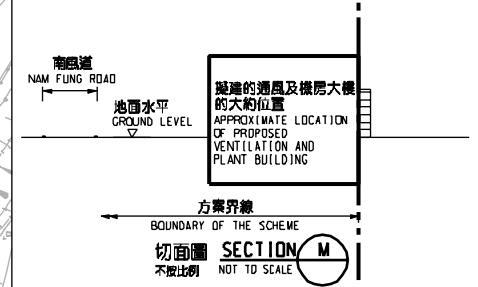 南風道
NAM FUNG ROAD
地面水平
GROUND LEVEL
擬建的通風及機房大樓
的大約位置
APPROXIMATE LOCATION
OF PROPOSED
VENTILATION AND
PLANT BUILDING
方案界線
BOUNDARY OF THE SCHEME
切面圖 SECTION M
不按比例 NOT TO SCALE